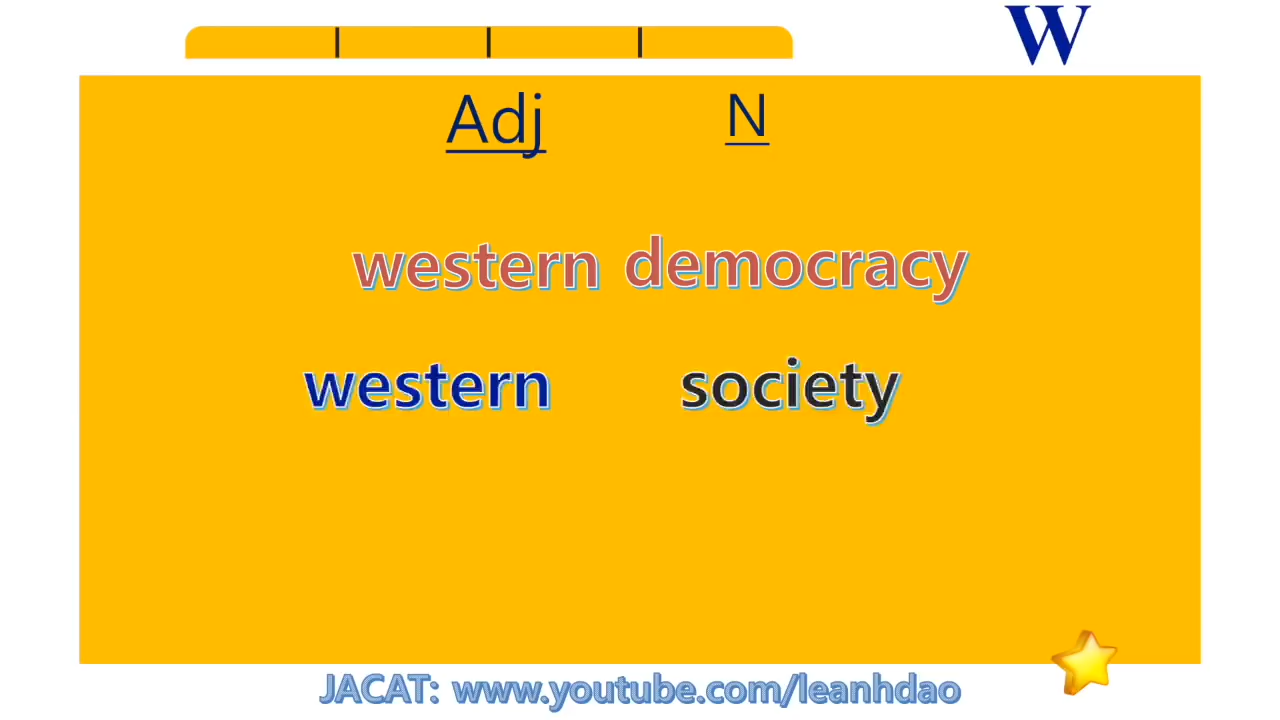 W
Adj N
western democracy
western society
JACAT: www.youtube.com/leanhdao